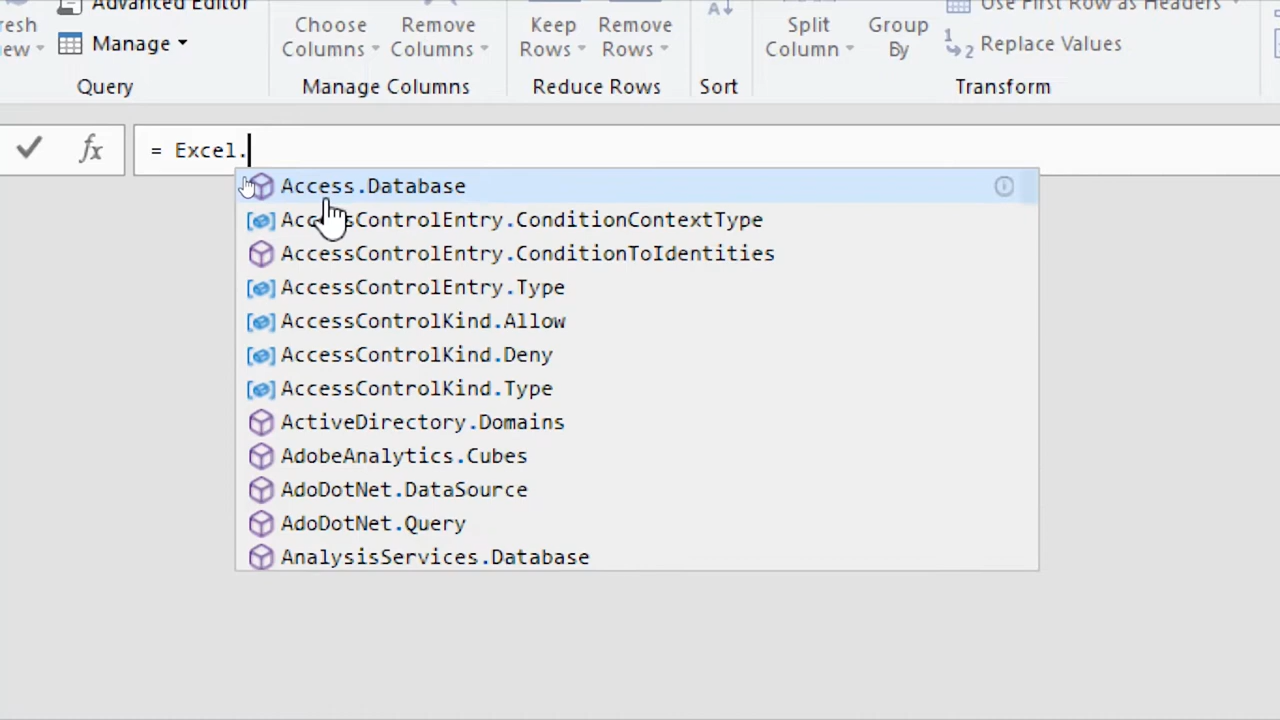 Advanced Editor
Use First Row as Headers
Choose Columns
Remove Columns
Keep Rows
Remove Rows
Split Column
Group By
Manage
Replace Values
Query
Manage Columns
Reduce Rows
Sort
Transform
fx
= Excel.
Access.Database
AccessControlEntry.ConditionContextType
AccessControlEntry.ConditionToIdentities
AccessControlEntry.Type
AccessControlKind.Allow
AccessControlKind.Deny
AccessControlKind.Type
ActiveDirectory.Domains
AdobeAnalytics.Cubes
AdoDotNet.DataSource
AdoDotNet.Query
AnalysisServices.Database